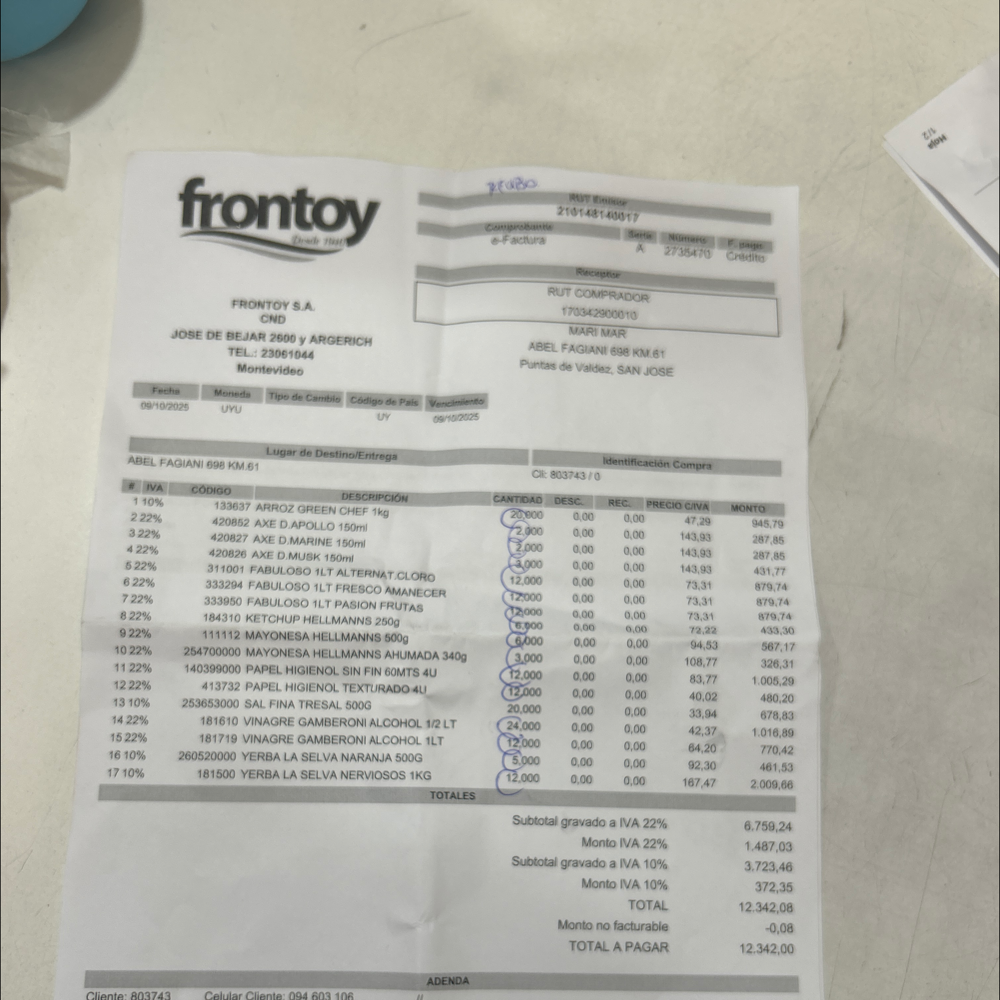 frontoy
Desde 1941
RECIBO
RUT Emisor
210148140017
Comprobante Serie Número F. pago
e-Factura A 2735470 Crédito
Receptor
RUT COMPRADOR
170342900010
MARI MAR
ABEL FAGIANI 698 KM.61
Puntas de Valdez, SAN JOSE
FRONTOY S.A.
CND
JOSE DE BEJAR 2600 y ARGERICH
TEL.: 23061044
Montevideo
Fecha Moneda Tipo de Cambio Código de País Vencimiento
09/10/2025 UYU UY 09/10/2025
Lugar de Destino/Entrega Identificación Compra
ABEL FAGIANI 698 KM.61 Cli: 803743 / 0
# IVA CÓDIGO DESCRIPCIÓN CANTIDAD DESC. REC. PRECIO C/IVA MONTO
1 10% 133637 ARROZ GREEN CHEF 1kg 20,000 0,00 0,00 47,29 945,79
2 22% 420852 AXE D.APOLLO 150ml 2,000 0,00 0,00 143,93 287,85
3 22% 420827 AXE D.MARINE 150ml 2,000 0,00 0,00 143,93 287,85
4 22% 420826 AXE D.MUSK 150ml 3,000 0,00 0,00 143,93 431,77
5 22% 311001 FABULOSO 1LT ALTERNAT.CLORO 12,000 0,00 0,00 73,31 879,74
6 22% 333294 FABULOSO 1LT FRESCO AMANECER 12,000 0,00 0,00 73,31 879,74
7 22% 333950 FABULOSO 1LT PASION FRUTAS 12,000 0,00 0,00 73,31 879,74
8 22% 184310 KETCHUP HELLMANNS 250g 6,000 0,00 0,00 72,22 433,30
9 22% 111112 MAYONESA HELLMANNS 500g 6,000 0,00 0,00 94,53 567,17
10 22% 254700000 MAYONESA HELLMANNS AHUMADA 340g 3,000 0,00 0,00 108,77 326,31
11 22% 140399000 PAPEL HIGIENOL SIN FIN 60MTS 4U 12,000 0,00 0,00 83,77 1.005,29
12 22% 413732 PAPEL HIGIENOL TEXTURADO 4U 12,000 0,00 0,00 40,02 480,20
13 10% 253653000 SAL FINA TRESAL 500G 20,000 0,00 0,00 33,94 678,83
14 22% 181610 VINAGRE GAMBERONI ALCOHOL 1/2 LT 24,000 0,00 0,00 42,37 1.016,89
15 22% 181719 VINAGRE GAMBERONI ALCOHOL 1LT 12,000 0,00 0,00 64,20 770,42
16 10% 260520000 YERBA LA SELVA NARANJA 500G 5,000 0,00 0,00 92,30 461,53
17 10% 181500 YERBA LA SELVA NERVIOSOS 1KG 12,000 0,00 0,00 167,47 2.009,66
TOTALES
Subtotal gravado a IVA 22% 6.759,24
Monto IVA 22% 1.487,03
Subtotal gravado a IVA 10% 3.723,46
Monto IVA 10% 372,35
TOTAL 12.342,08
Monto no facturable -0,08
TOTAL A PAGAR 12.342,00
ADENDA
Cliente: 803743 Celular Cliente: 094 603 106 //
Hoja
1/2